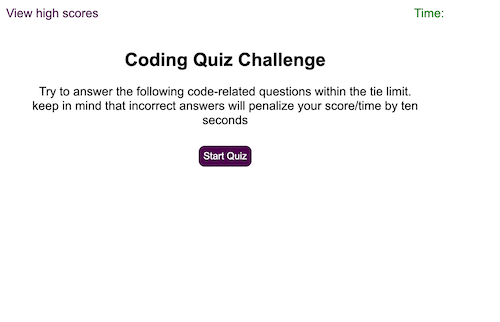 View high scores
Time:
Coding Quiz Challenge
Try to answer the following code-related questions within the tie limit.
keep in mind that incorrect answers will penalize your score/time by ten
seconds
Start Quiz